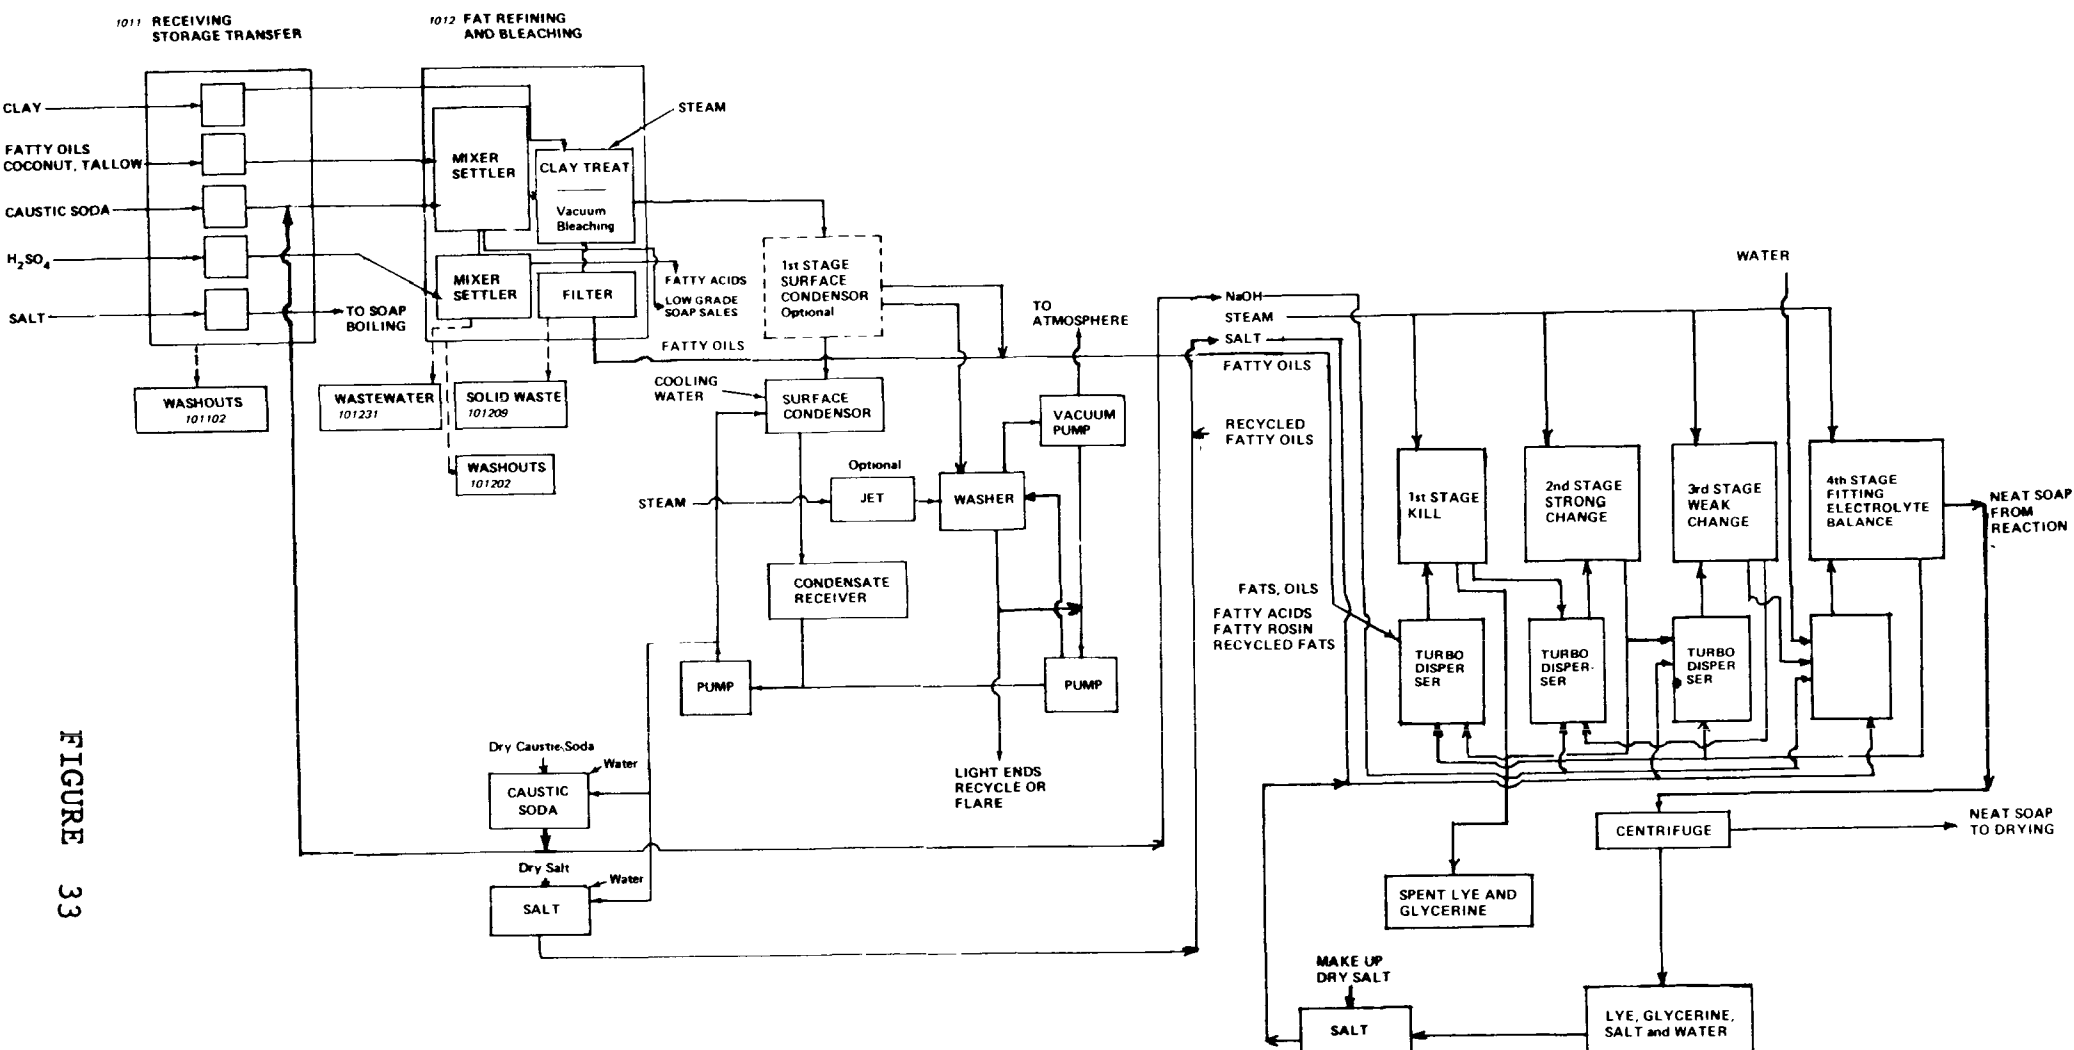 1011 RECEIVING
STORAGE TRANSFER
1012 FAT REFINING
AND BLEACHING
CLAY
FATTY OILS
COCONUT, TALLOW
CAUSTIC SODA
H₂SO₄
SALT
TO SOAP
BOILING
WASHOUTS
101102
MIXER
SETTLER
CLAY TREAT
Vacuum
Bleaching
STEAM
MIXER
SETTLER
FILTER
FATTY ACIDS
LOW GRADE
SOAP SALES
WASTEWATER
101231
SOLID WASTE
101209
WASHOUTS
101202
FATTY OILS
1st STAGE
SURFACE
CONDENSOR
Optional
COOLING
WATER
SURFACE
CONDENSOR
TO
ATMOSPHERE
VACUUM
PUMP
STEAM
Optional
JET
WASHER
CONDENSATE
RECEIVER
PUMP
PUMP
LIGHT ENDS
RECYCLE OR
FLARE
Dry Caustic Soda
Water
CAUSTIC
SODA
Dry Salt
Water
SALT
NaOH
STEAM
SALT
FATTY OILS
RECYCLED
FATTY OILS
WATER
1st STAGE
KILL
2nd STAGE
STRONG
CHANGE
3rd STAGE
WEAK
CHANGE
4th STAGE
FITTING
ELECTROLYTE
BALANCE
NEAT SOAP
FROM
REACTION
FATS, OILS
FATTY ACIDS
FATTY ROSIN
RECYCLED FATS
TURBO
DISPER
SER
TURBO
DISPER-
SER
TURBO
DISPER
SER
CENTRIFUGE
NEAT SOAP
TO DRYING
SPENT LYE AND
GLYCERINE
MAKE UP
DRY SALT
SALT
LYE, GLYCERINE,
SALT and WATER
FIGURE 33